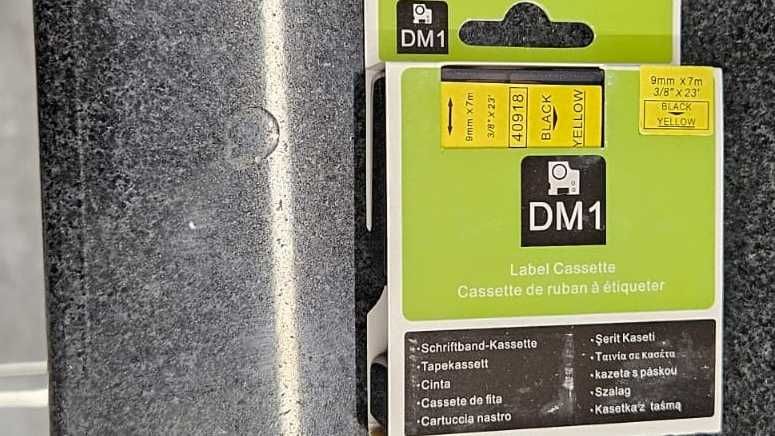 DM1
9mm X 7m
3/8" X 23'
40918
BLACK
YELLOW
9mm X 7m
3/8" X 23'
BLACK
YELLOW
DM1
Label Cassette
Cassette de ruban à étiqueter
·Schriftband-Kassette
·Tapekassett
·Cinta
·Cassete de fita
·Cartuccia nastro
·Şerit Kaseti
·Ταινία σε κασέτα
·kazeta s páskou
·Szalag
·Kasetka z taśmą